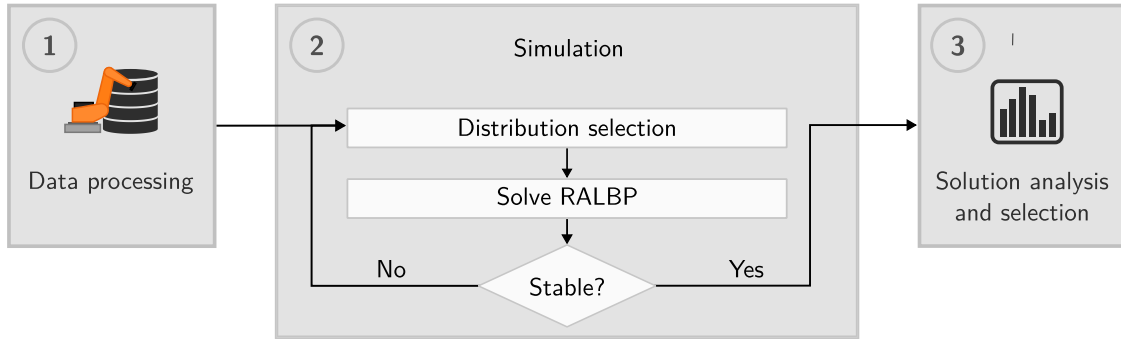 1
Data processing
2
Simulation
Distribution selection
Solve RALBP
Stable?
No
Yes
3
Solution analysis
and selection